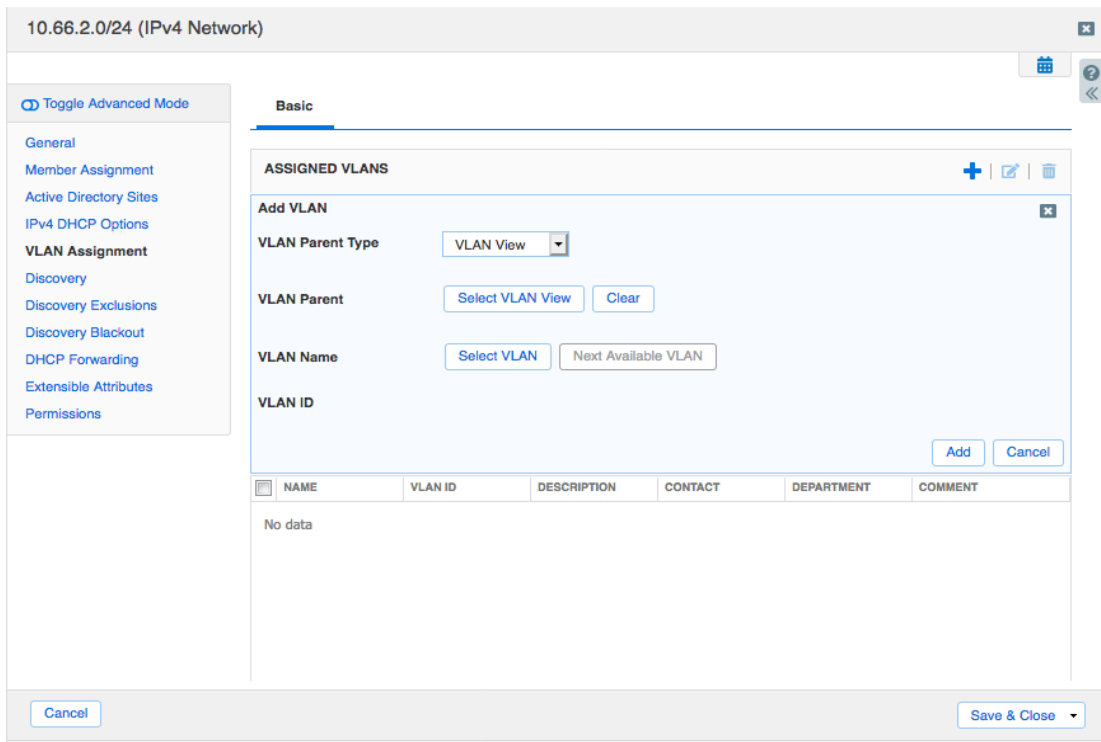 10.66.2.0/24 (IPv4 Network)
Toggle Advanced Mode
General
Member Assignment
Active Directory Sites
IPv4 DHCP Options
VLAN Assignment
Discovery
Discovery Exclusions
Discovery Blackout
DHCP Forwarding
Extensible Attributes
Permissions
Basic
ASSIGNED VLANS
Add VLAN
VLAN Parent Type VLAN View
VLAN Parent Select VLAN View Clear
VLAN Name Select VLAN Next Available VLAN
VLAN ID
Add Cancel
NAME VLAN ID DESCRIPTION CONTACT DEPARTMENT COMMENT
No data
Cancel Save & Close